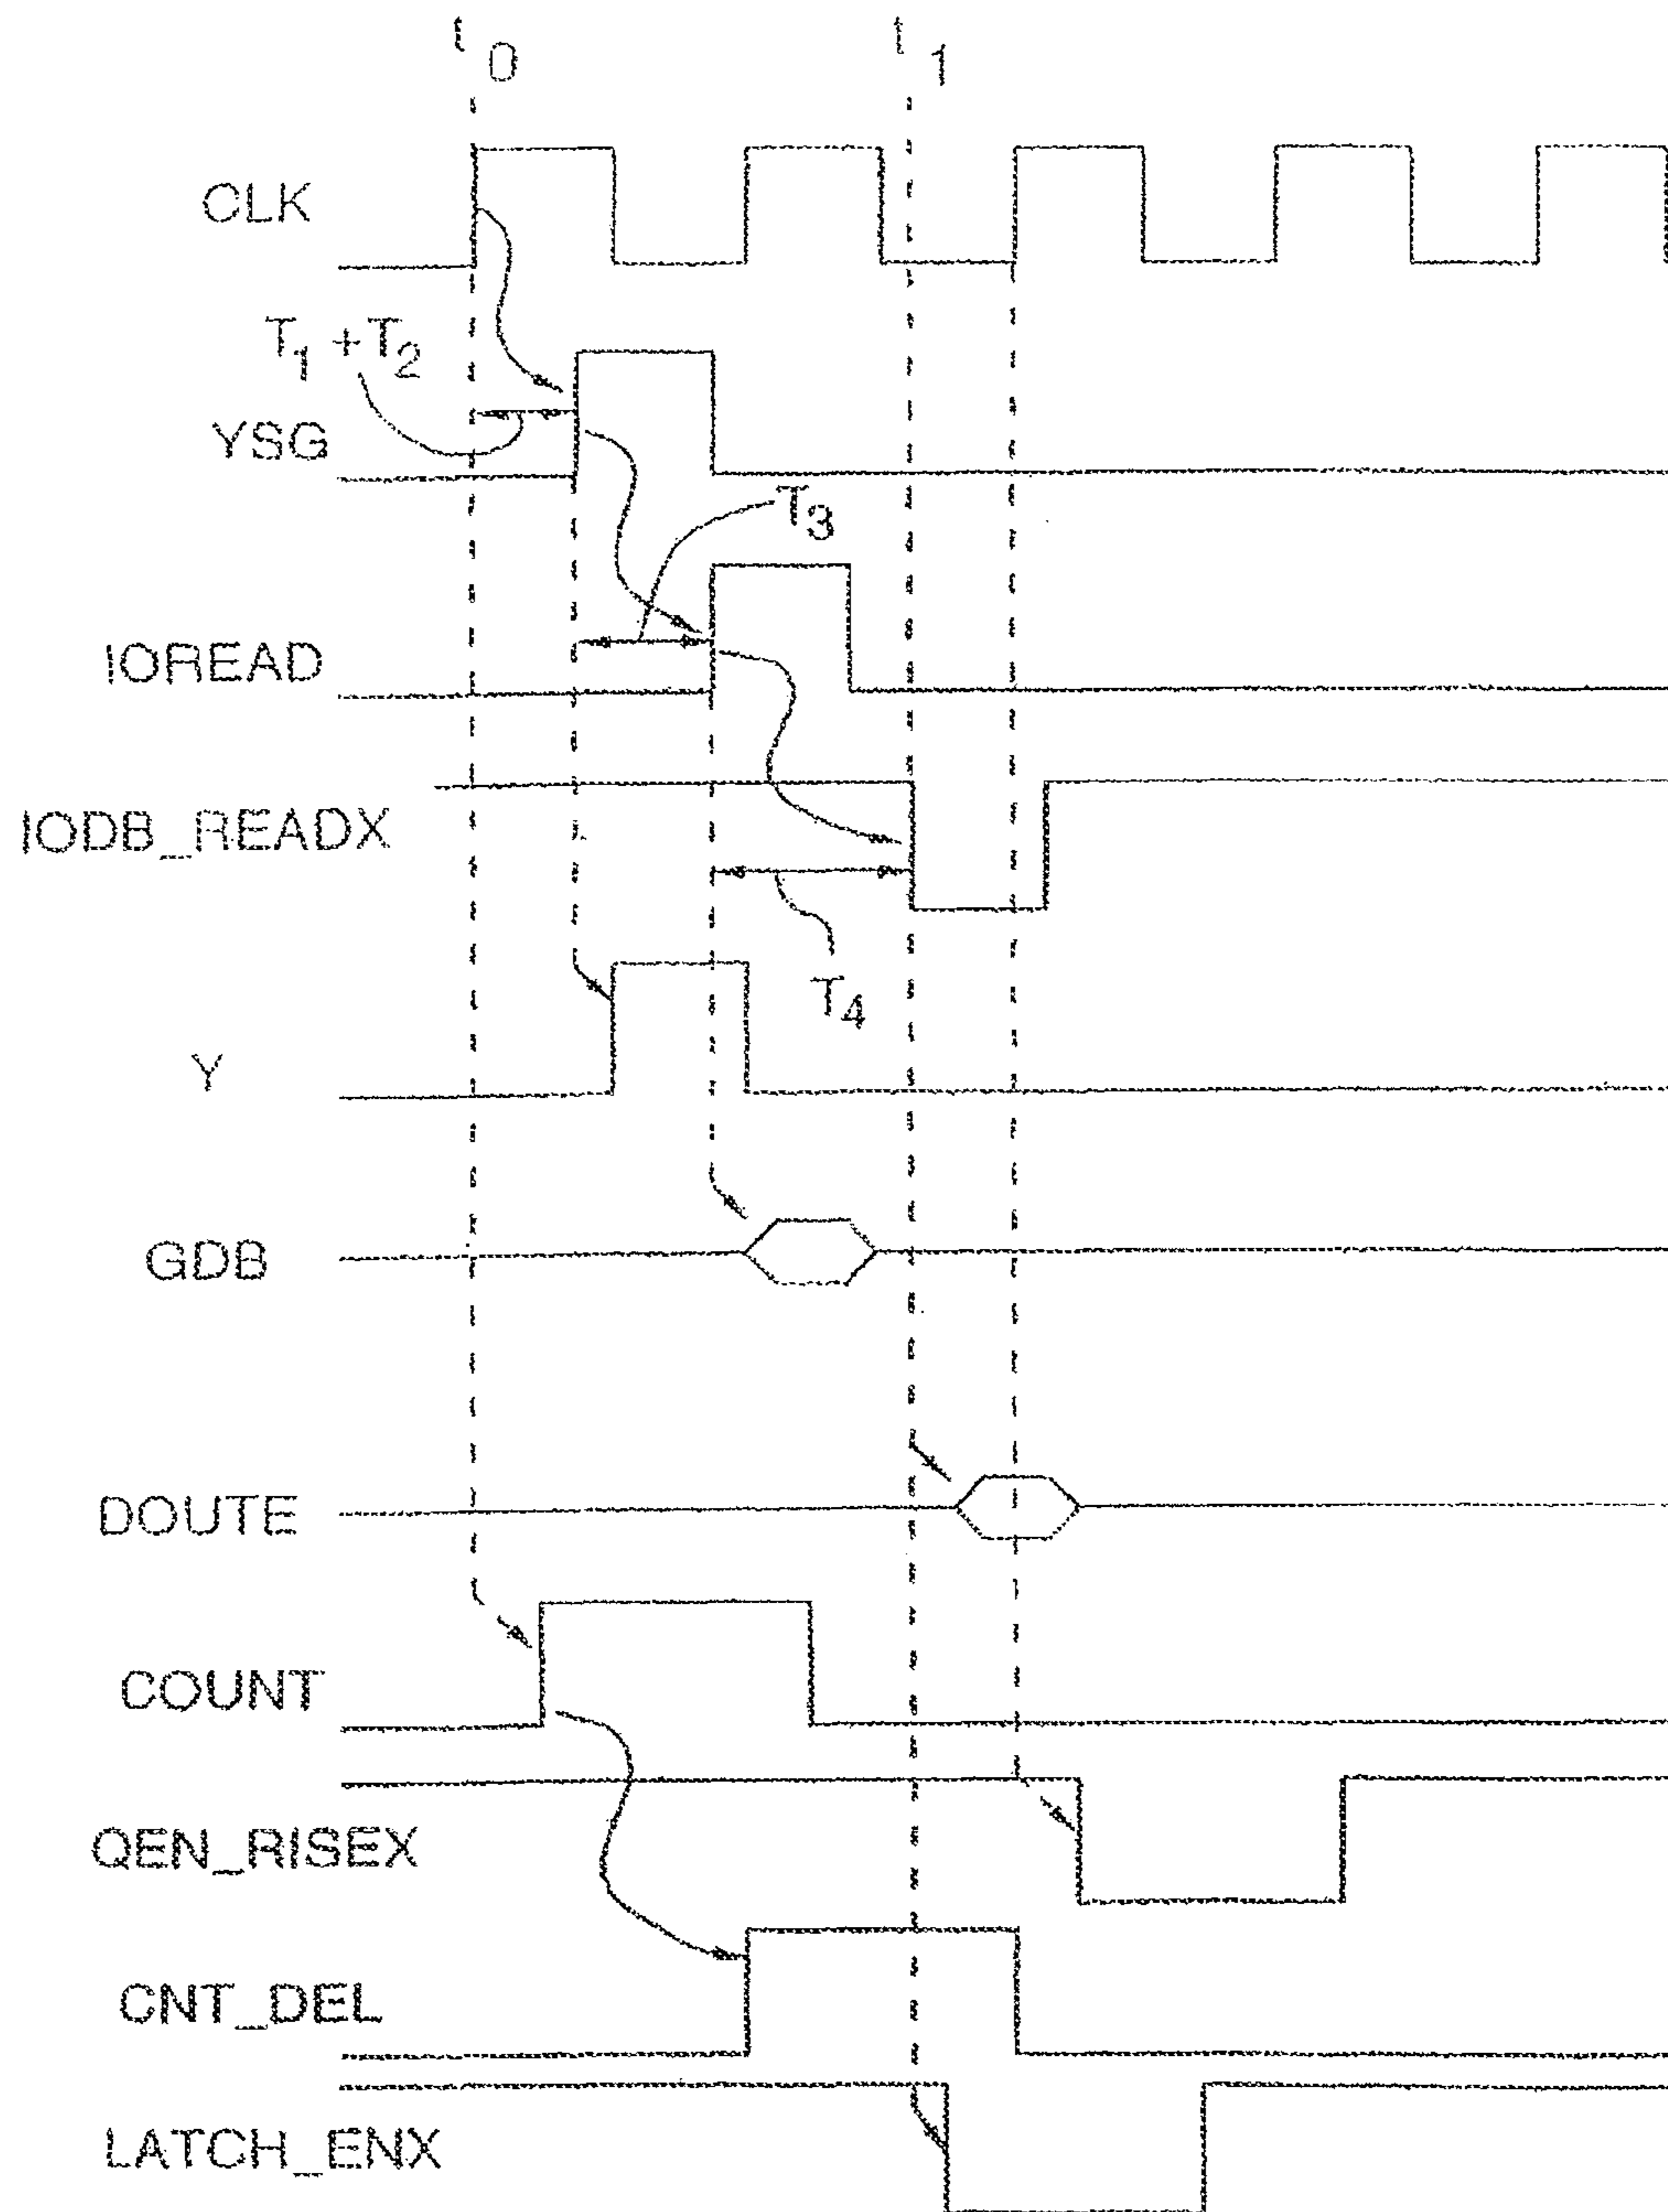 t0 t1
CLK
T1 + T2
YSG
T3
IOREAD
IODB_READX
T4
Y
GDB
DOUTE
COUNT
QEN_RISEX
CNT_DEL
LATCH_ENX